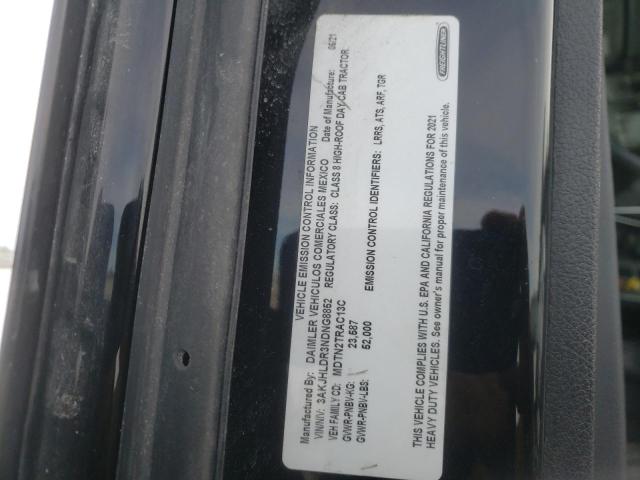 VEHICLE EMISSION CONTROL INFORMATION
Manufactured by: DAIMLER VEHICULOS COMERCIALES MEXICO Date of Manufacture: 06/21
VIN/NIV: 3AKJHLDR3NDNG8852 REGULATORY CLASS: CLASS 8 HIGH-ROOF DAY-CAB TRACTOR
VEH FAMILY CD: MDTN2TRAC13C
GVWR-PNBV-KG: 23,587
GVWR-PNBV-LBS: 52,000 EMISSION CONTROL IDENTIFIERS: LRRS, ATS, ARF, TGR
THIS VEHICLE COMPLIES WITH U.S. EPA AND CALIFORNIA REGULATIONS FOR 2021
HEAVY DUTY VEHICLES. See owner's manual for proper maintenance of this vehicle.
FREIGHTLINER